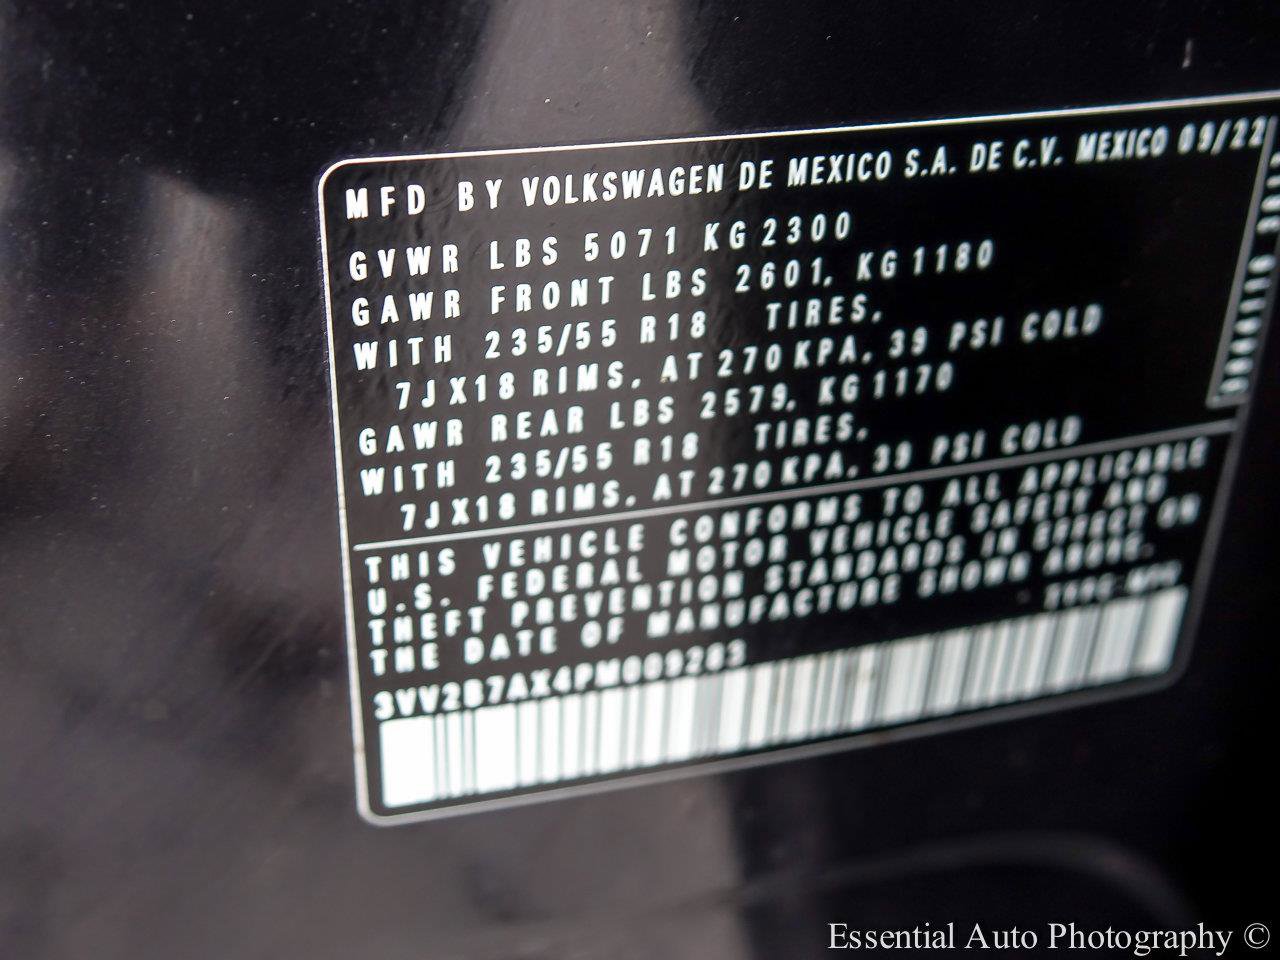 MFD BY VOLKSWAGEN DE MEXICO S.A. DE C.V. MEXICO 09/22
GVWR LBS 5071 KG 2300
GAWR FRONT LBS 2601, KG 1180
WITH 235/55 R18 TIRES,
7JX18 RIMS, AT 270 KPA, 39 PSI COLD
GAWR REAR LBS 2579, KG 1170
WITH 235/55 R18 TIRES,
7JX18 RIMS, AT 270 KPA, 39 PSI COLD
THIS VEHICLE CONFORMS TO ALL APPLICABLE
U.S. FEDERAL MOTOR VEHICLE SAFETY AND
THEFT PREVENTION STANDARDS IN EFFECT ON
THE DATE OF MANUFACTURE SHOWN ABOVE.
TYPE-MPV
3VV2B7AX4PM009283
Essential Auto Photography ©